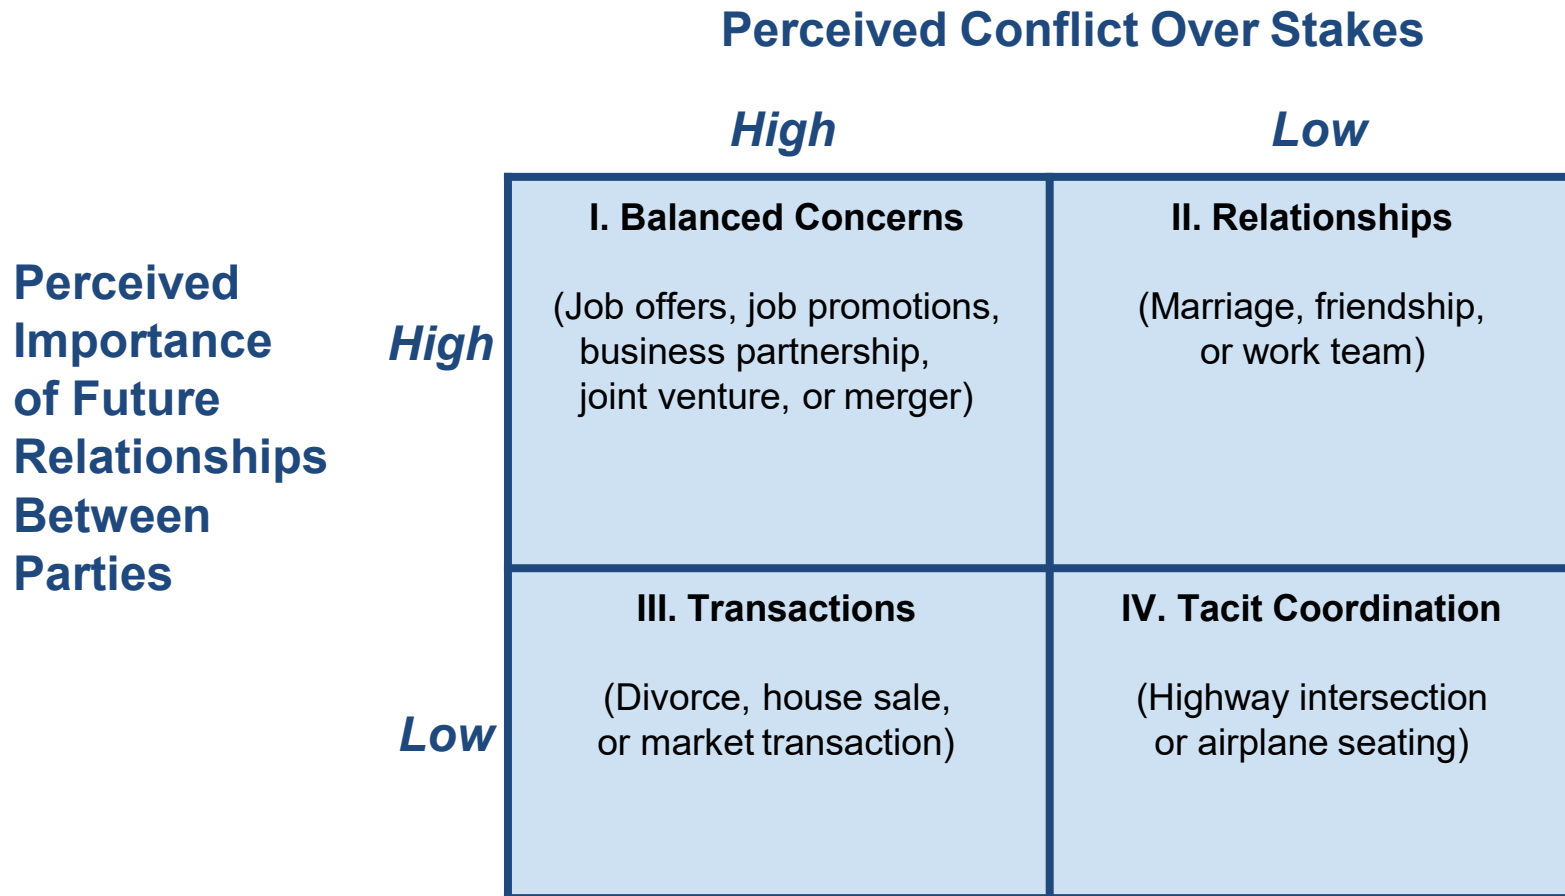 Perceived Conflict Over Stakes
High
Low
Perceived
Importance
of Future
Relationships
Between
Parties
High
I. Balanced Concerns
(Job offers, job promotions,
business partnership,
joint venture, or merger)
II. Relationships
(Marriage, friendship,
or work team)
Low
III. Transactions
(Divorce, house sale,
or market transaction)
IV. Tacit Coordination
(Highway intersection
or airplane seating)